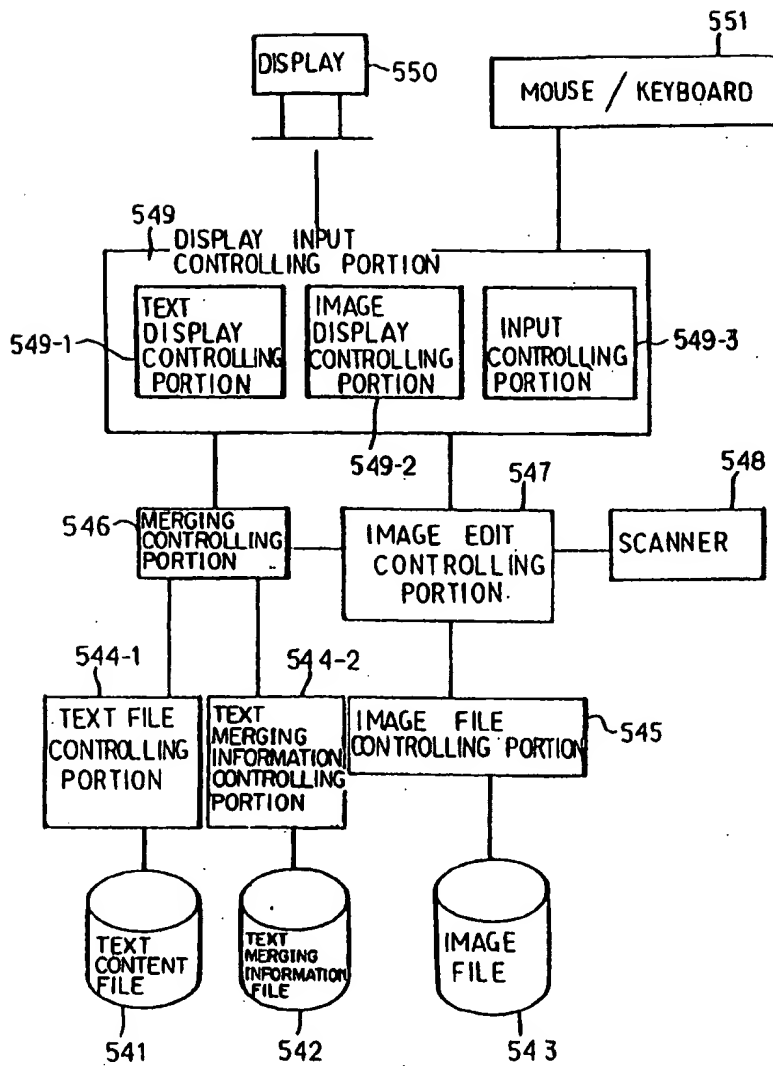 551
DISPLAY
550
MOUSE / KEYBOARD
549
DISPLAY INPUT
CONTROLLING PORTION
TEXT
DISPLAY
CONTROLLING
PORTION
IMAGE
DISPLAY
CONTROLLING
PORTION
INPUT
CONTROLLING
PORTION
549-1
549-3
549-2
547
548
546
MERGING
CONTROLLING
PORTION
IMAGE EDIT
CONTROLLING
PORTION
SCANNER
544-1
544-2
TEXT FILE
CONTROLLING
PORTION
TEXT
MERGING
INFORMATION
CONTROLLING
PORTION
IMAGE FILE
CONTROLLING PORTION
545
TEXT
CONTENT
FILE
TEXT
MERGING
INFORMATION
FILE
IMAGE
FILE
541
542
543